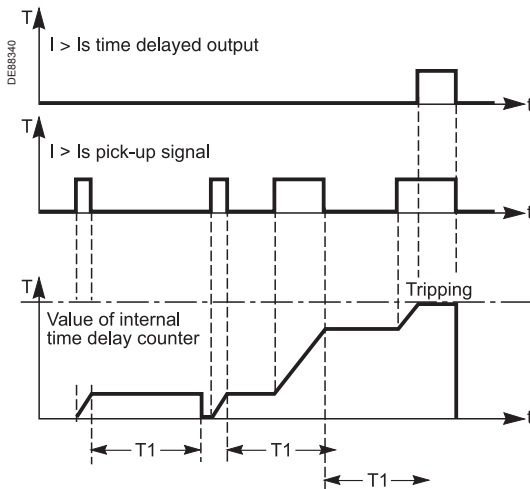 DE88340
T
I > Is time delayed output
t
T
I > Is pick-up signal
t
T
Tripping
Value of internal
time delay counter
t
T1
T1
T1